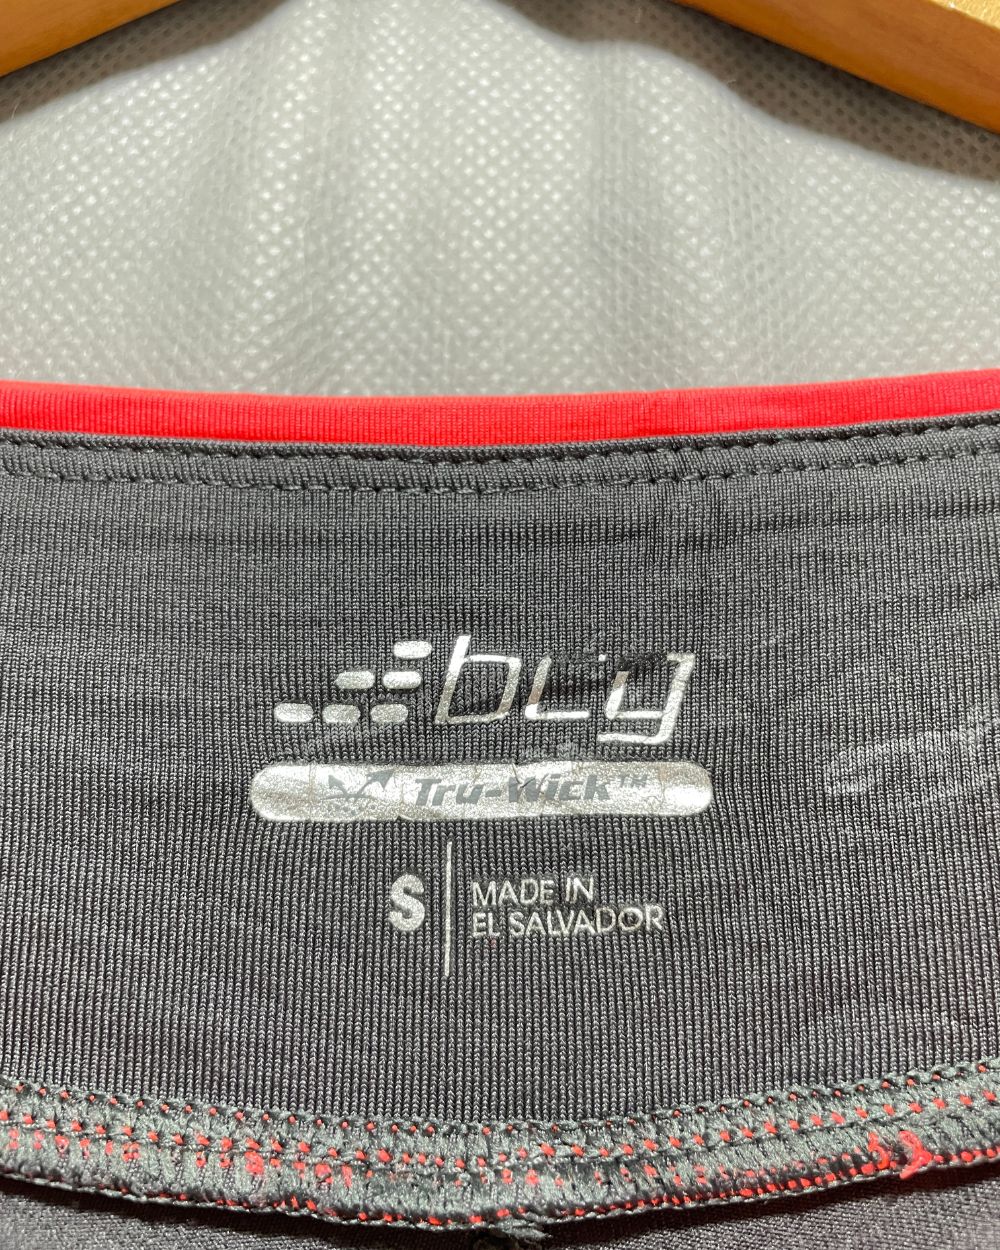 bcg
Tru-Wick™
S
MADE IN
EL SALVADOR